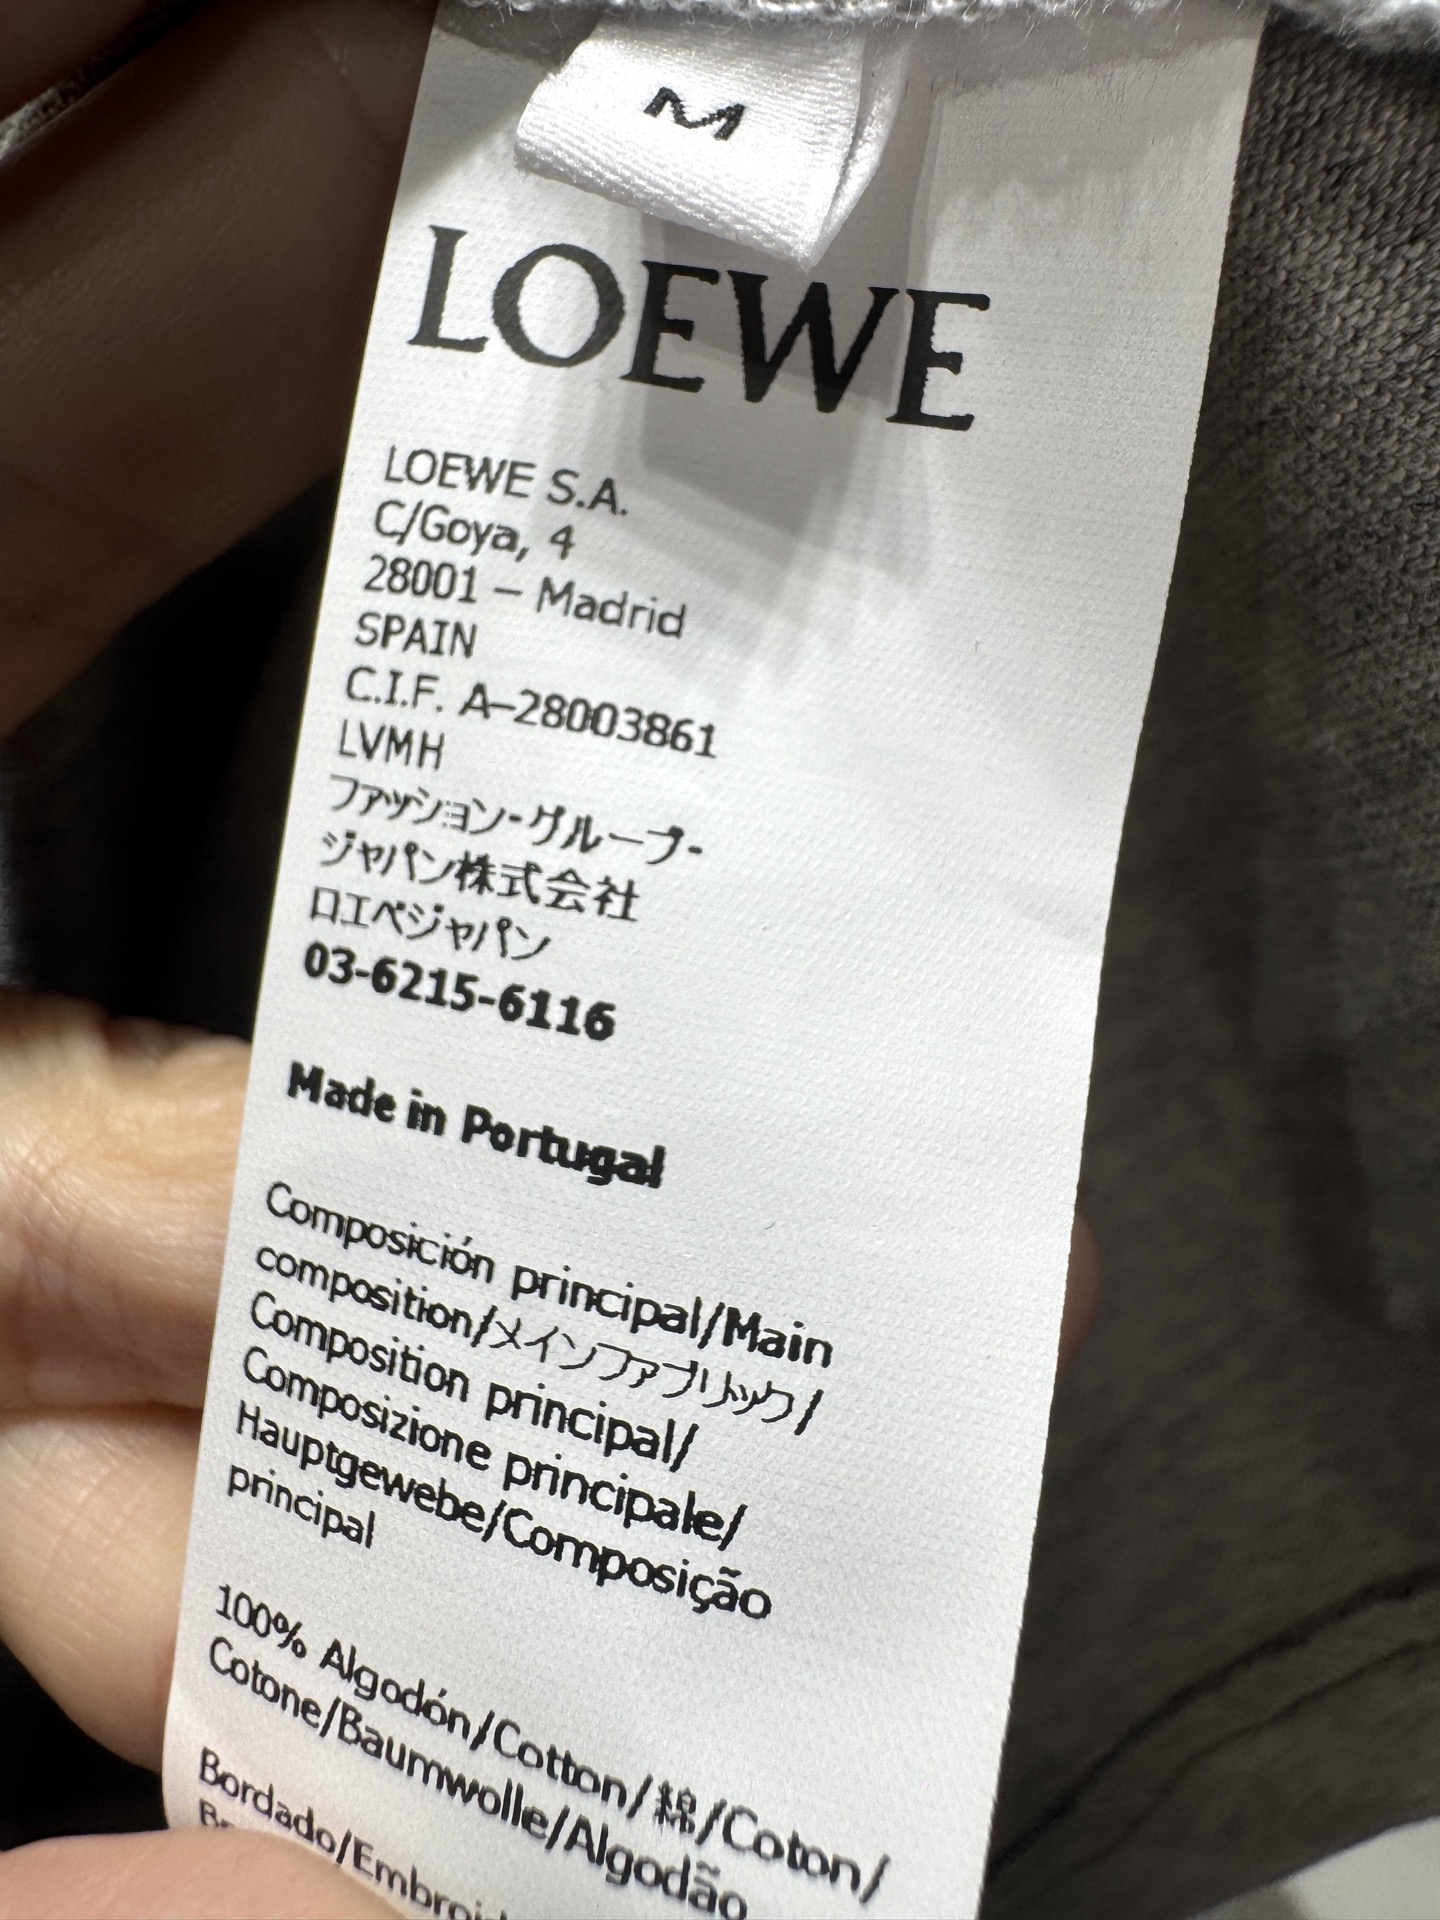 M
LOEWE
LOEWE S.A.
C/Goya, 4
28001 – Madrid
SPAIN
C.I.F. A–28003861
LVMH
ファッション-グループ-
ジャパン株式会社
ロエベジャパン
03-6215-6116
Made in Portugal
Composición principal/Main
composition/メインファブリック/
Composition principal/
Composizione principale/
Hauptgewebe/Composição
principal
100% Algodón/Cotton/綿/Coton/
Cotone/Baumwolle/Algodão
Bordado/